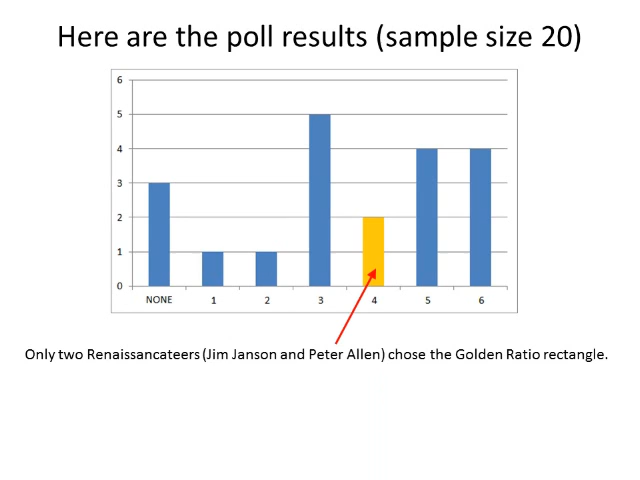 Here are the poll results (sample size 20)
6
5
4
3
2
1
0
NONE 1 2 3 4 5 6
Only two Renaissancateers (Jim Janson and Peter Allen) chose the Golden Ratio rectangle.